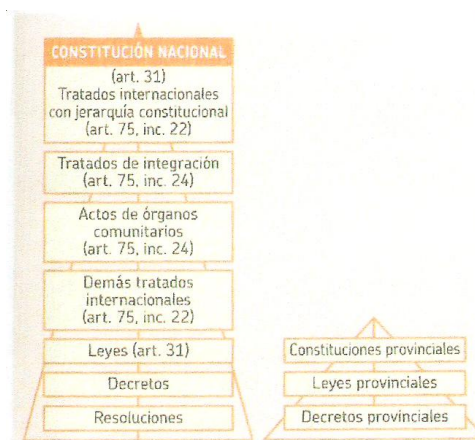 CONSTITUCIÓN NACIONAL
(art. 31)
Tratados internacionales
con jerarquía constitucional
(art. 75, inc. 22)
Tratados de integración
(art. 75, inc. 24)
Actos de órganos
comunitarios
(art. 75, inc. 24)
Demás tratados
internacionales
(art. 75, inc. 22)
Leyes (art. 31)
Decretos
Resoluciones
Constituciones provinciales
Leyes provinciales
Decretos provinciales